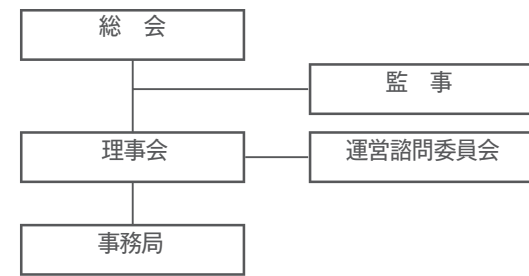 総　会
監　事
理事会
運営諮問委員会
事務局